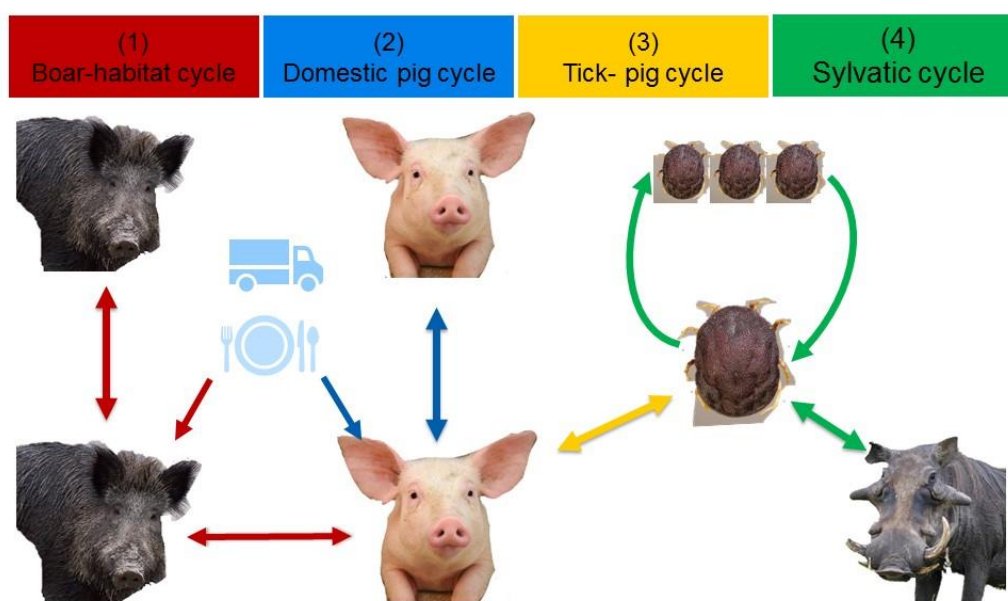 (1)
Boar-habitat cycle
(2)
Domestic pig cycle
(3)
Tick- pig cycle
(4)
Sylvatic cycle